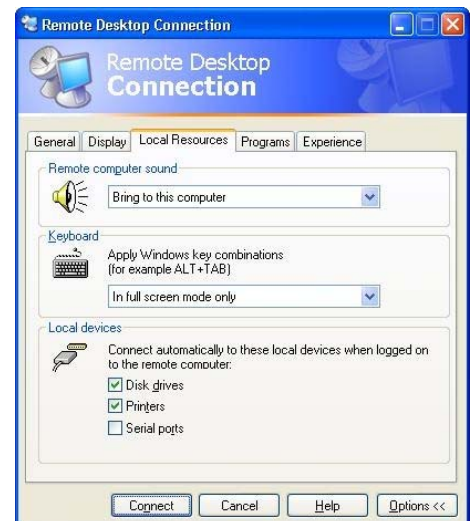 Remote Desktop Connection
Remote Desktop
Connection
General Display Local Resources Programs Experience
Remote computer sound
Bring to this computer
Keyboard
Apply Windows key combinations
(for example ALT+TAB)
In full screen mode only
Local devices
Connect automatically to these local devices when logged on
to the remote computer:
Disk drives
Printers
Serial ports
Connect Cancel Help Options <<